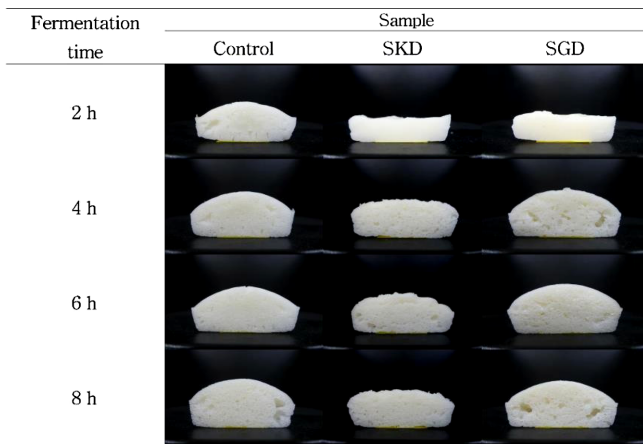 Fermentation time
Sample
Control SKD SGD
2 h
4 h
6 h
8 h